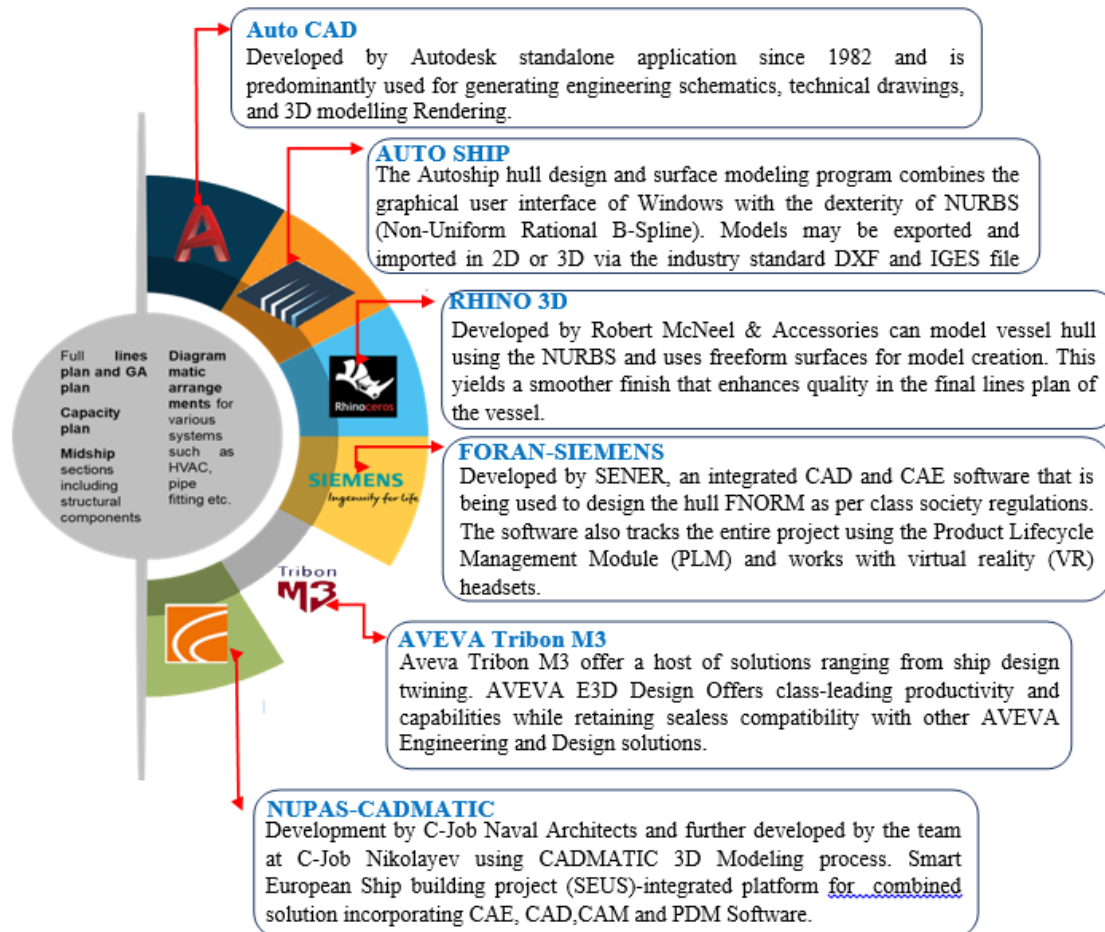 Auto CAD
Developed by Autodesk standalone application since 1982 and is
predominantly used for generating engineering schematics, technical drawings,
and 3D modelling Rendering.
AUTO SHIP
The Autoship hull design and surface modeling program combines the
graphical user interface of Windows with the dexterity of NURBS
(Non-Uniform Rational B-Spline). Models may be exported and
imported in 2D or 3D via the industry standard DXF and IGES file
RHINO 3D
Developed by Robert McNeel & Accessories can model vessel hull
using the NURBS and uses freeform surfaces for model creation. This
yields a smoother finish that enhances quality in the final lines plan of
the vessel.
FORAN-SIEMENS
Developed by SENER, an integrated CAD and CAE software that is
being used to design the hull FNORM as per class society regulations.
The software also tracks the entire project using the Product Lifecycle
Management Module (PLM) and works with virtual reality (VR)
headsets.
AVEVA Tribon M3
Aveva Tribon M3 offer a host of solutions ranging from ship design
twining. AVEVA E3D Design Offers class-leading productivity and
capabilities while retaining sealess compatibility with other AVEVA
Engineering and Design solutions.
NUPAS-CADMATIC
Development by C-Job Naval Architects and further developed by the team
at C-Job Nikolayev using CADMATIC 3D Modeling process. Smart
European Ship building project (SEUS)-integrated platform for combined
solution incorporating CAE, CAD,CAM and PDM Software.
Full lines
plan and GA
plan
Capacity
plan
Midship
sections
including
structural
components
Diagram
matic
arrange
ments for
various
systems
such as
HVAC,
pipe
fitting etc.
A
Rhinoceros
SIEMENS
Ingenuity for Life
Tribon
M3